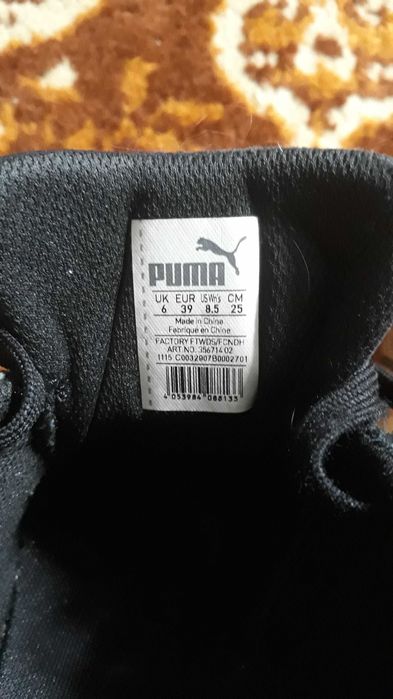 PUMA
UK EUR US Wn's CM
6 39 8.5 25
Made in China
Fabriqué en Chine
FACTORY FTWDS/FCNDH
ART.NO. 356714 02
1115 C0032907B0002701
4 053984 088133